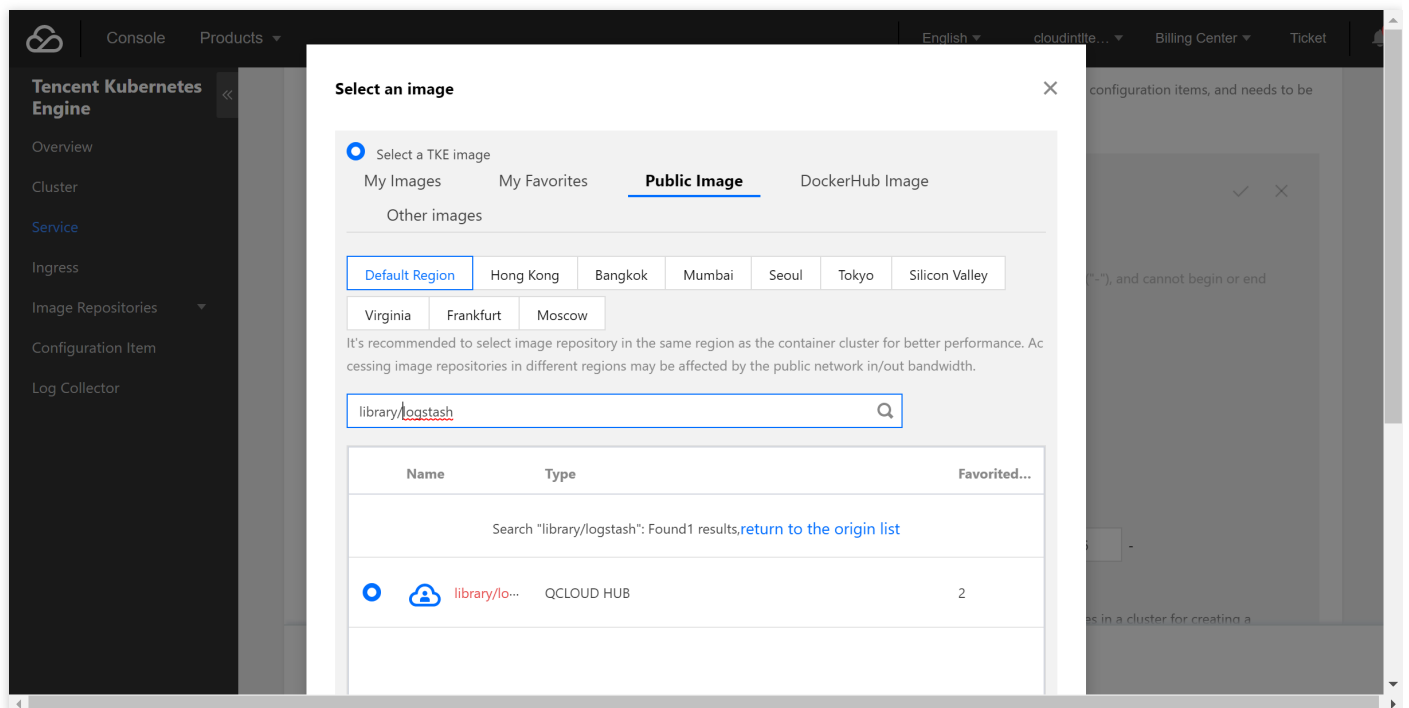 Console Products English cloudintlte... Billing Center Ticket
Tencent Kubernetes
Engine
Overview
Cluster
Service
Ingress
Image Repositories
Configuration Item
Log Collector
Select an image
configuration items, and needs to be
Select a TKE image
My Images My Favorites Public Image DockerHub Image
Other images
Default Region Hong Kong Bangkok Mumbai Seoul Tokyo Silicon Valley
("-"), and cannot begin or end
Virginia Frankfurt Moscow
It's recommended to select image repository in the same region as the container cluster for better performance. Ac
cessing image repositories in different regions may be affected by the public network in/out bandwidth.
library/logstash
Name Type Favorited...
Search "library/logstash": Found1 results,return to the origin list
-
library/lo... QCLOUD HUB 2
es in a cluster for creating a